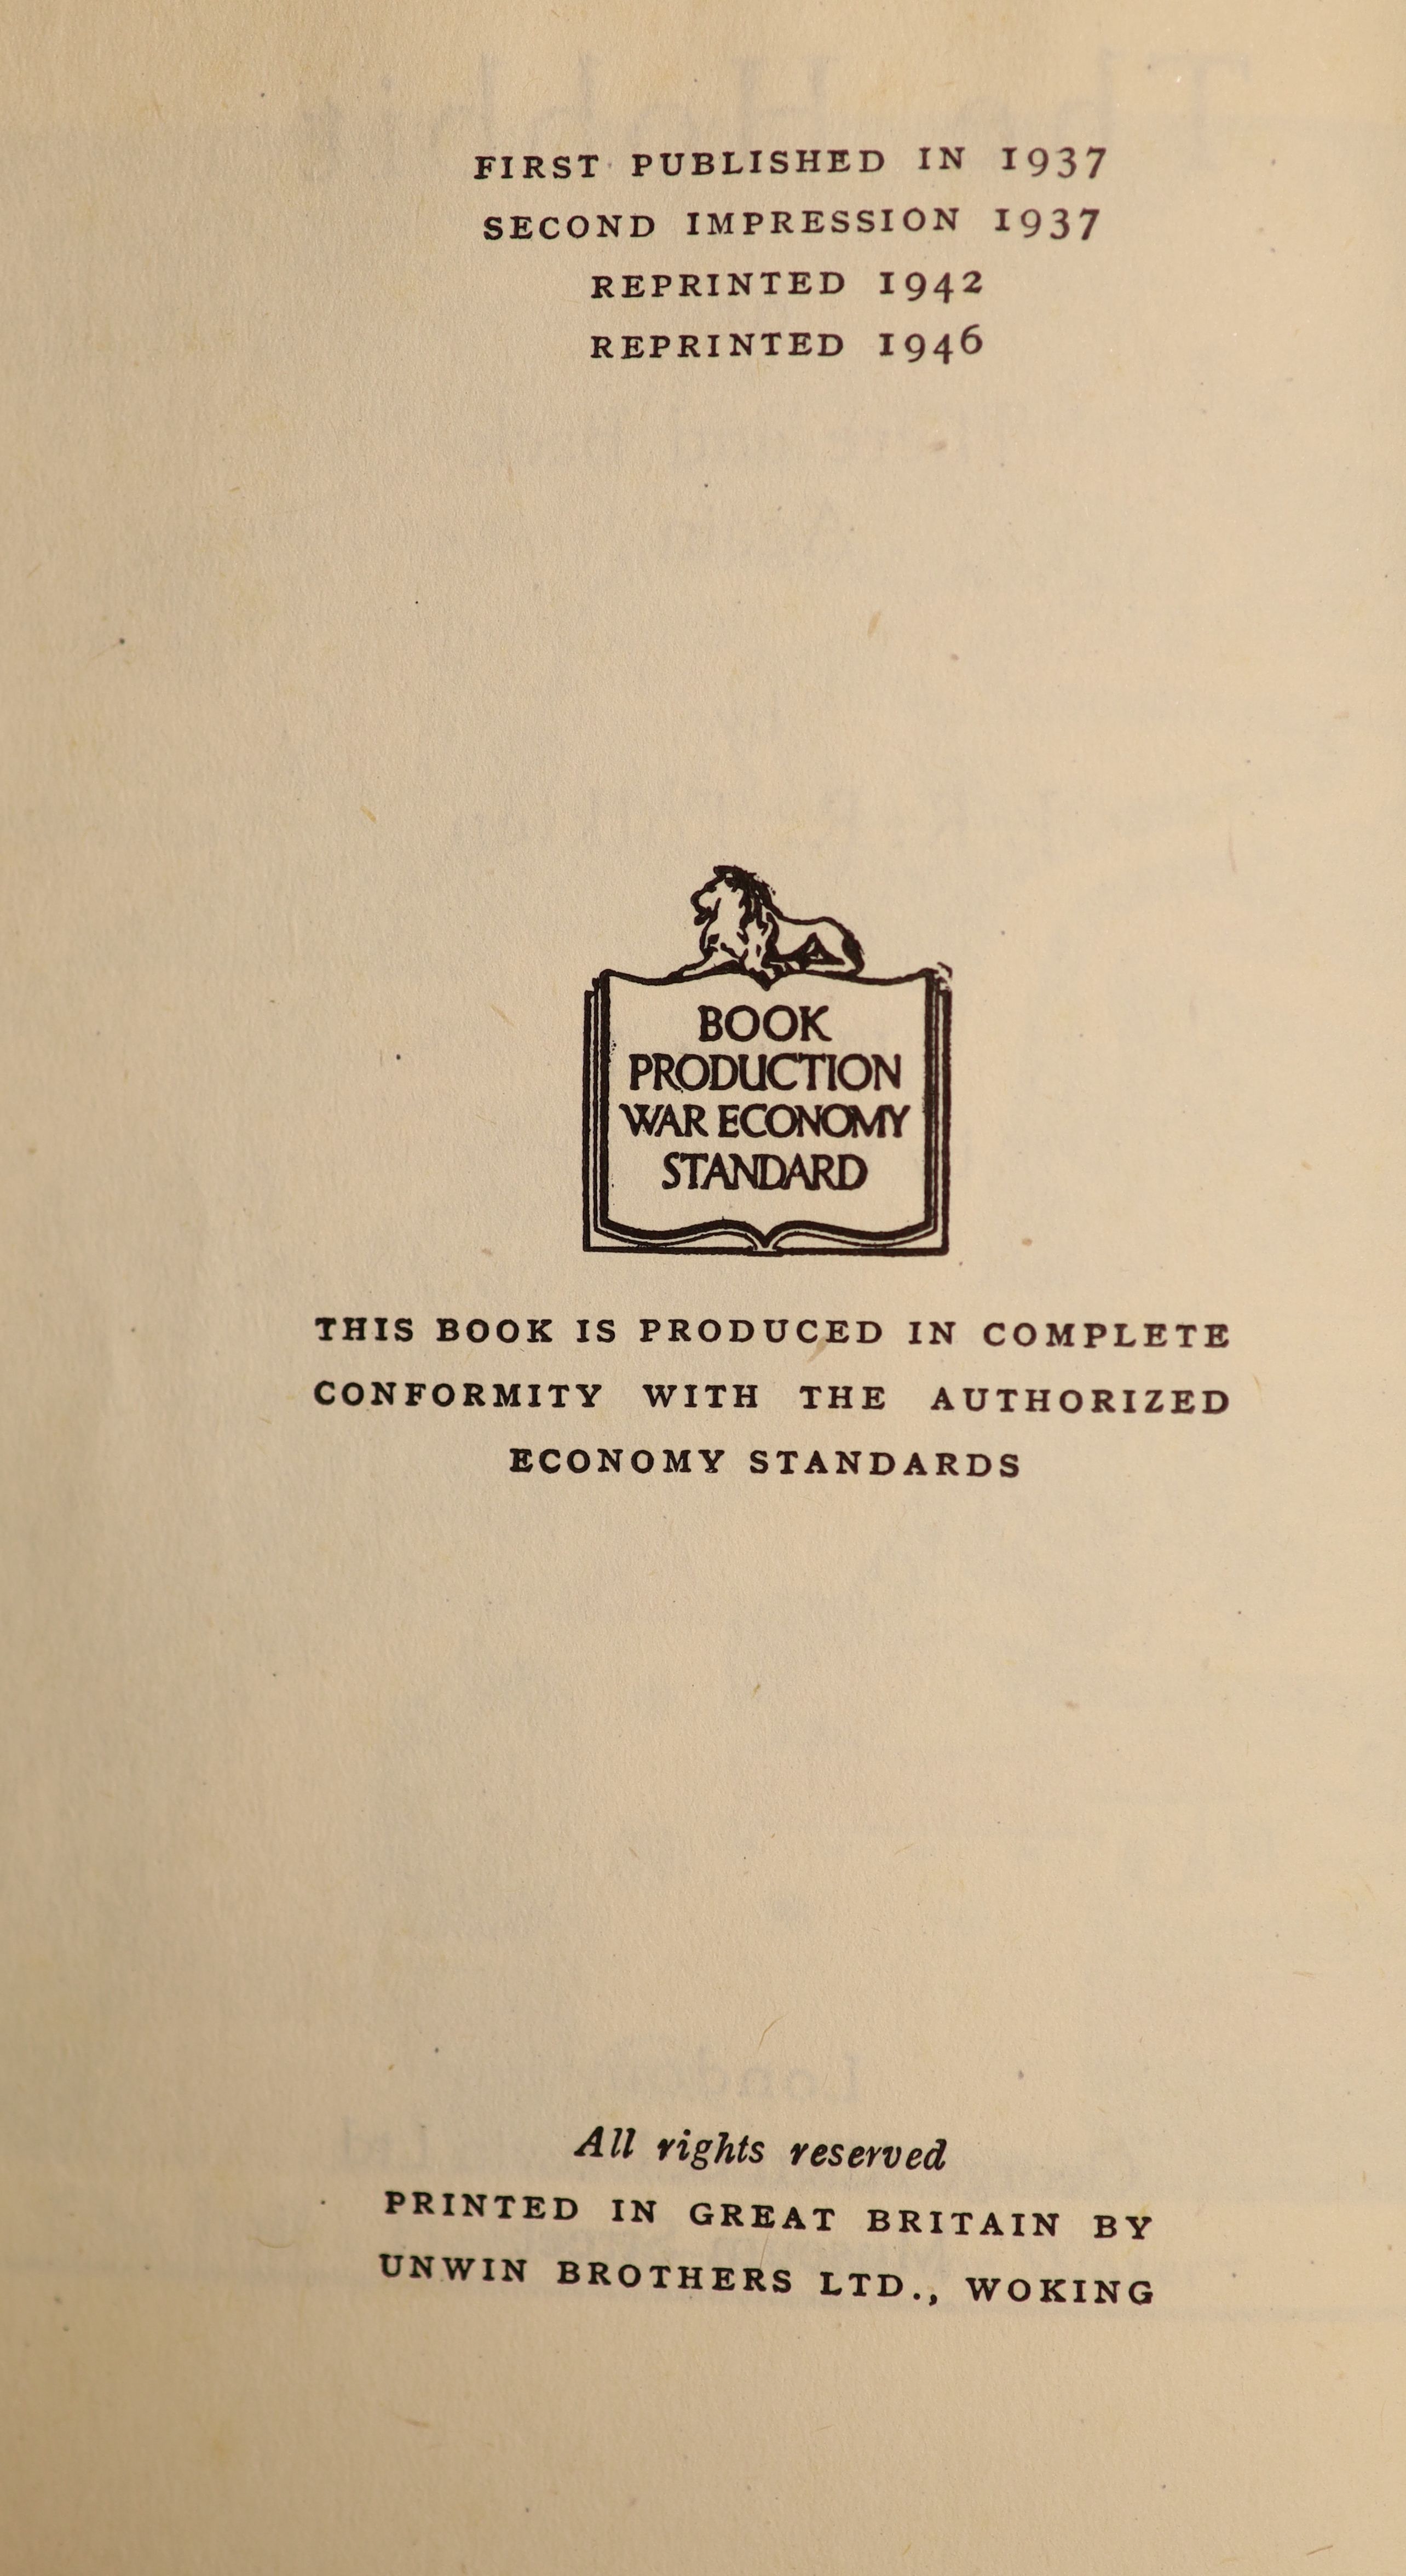 FIRST PUBLISHED IN 1937
SECOND IMPRESSION 1937
REPRINTED 1942
REPRINTED 1946
BOOK
PRODUCTION
WAR ECONOMY
STANDARD
THIS BOOK IS PRODUCED IN COMPLETE
CONFORMITY WITH THE AUTHORIZED
ECONOMY STANDARDS
All rights reserved
PRINTED IN GREAT BRITAIN BY
UNWIN BROTHERS LTD., WOKING